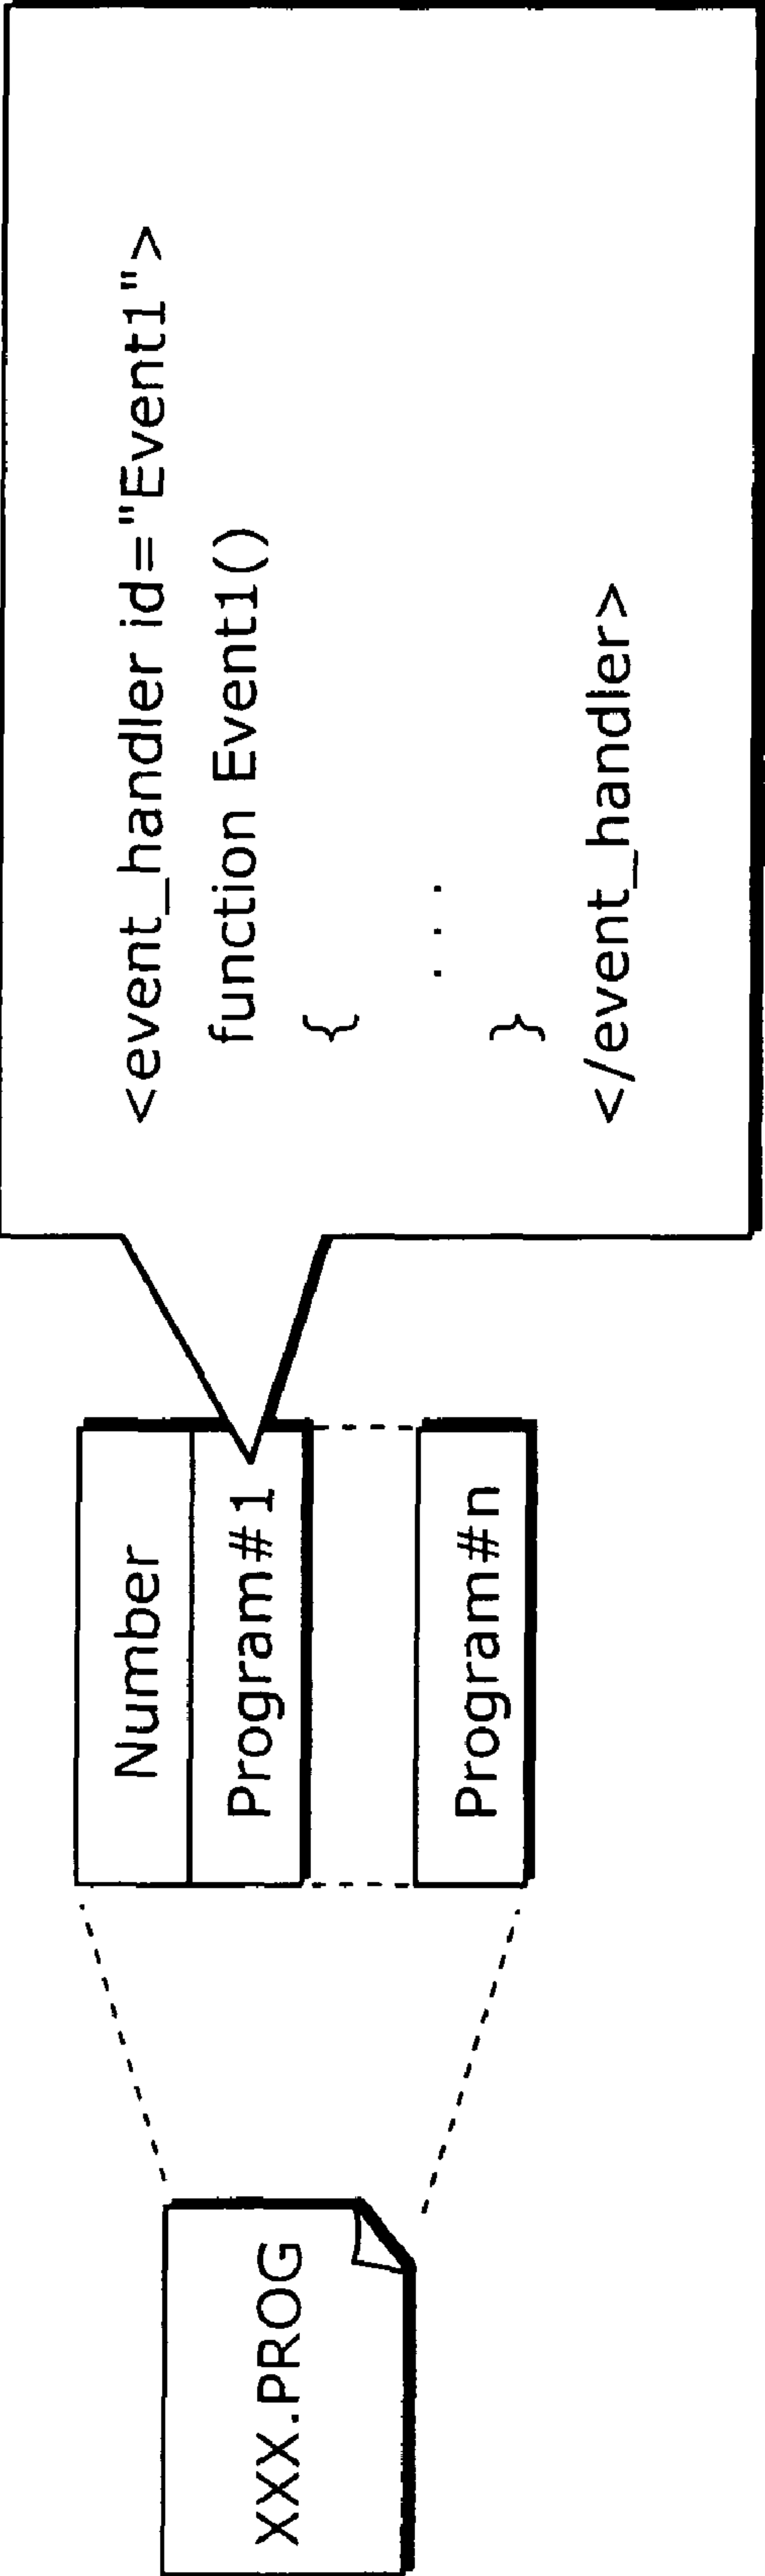 XXX.PROG
Number
Program#1
Program#n
<event_handler id="Event1">
function Event1()
{
...
}
</event_handler>